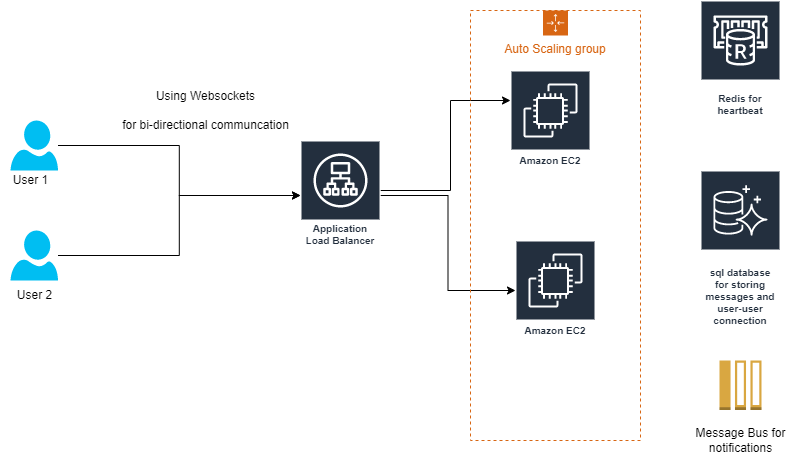 Using Websockets
for bi-directional communcation
User 1
User 2
Application
Load Balancer
Auto Scaling group
Amazon EC2
Amazon EC2
R
Redis for
heartbeat
sql database
for storing
messages and
user-user
connection
Message Bus for
notifications